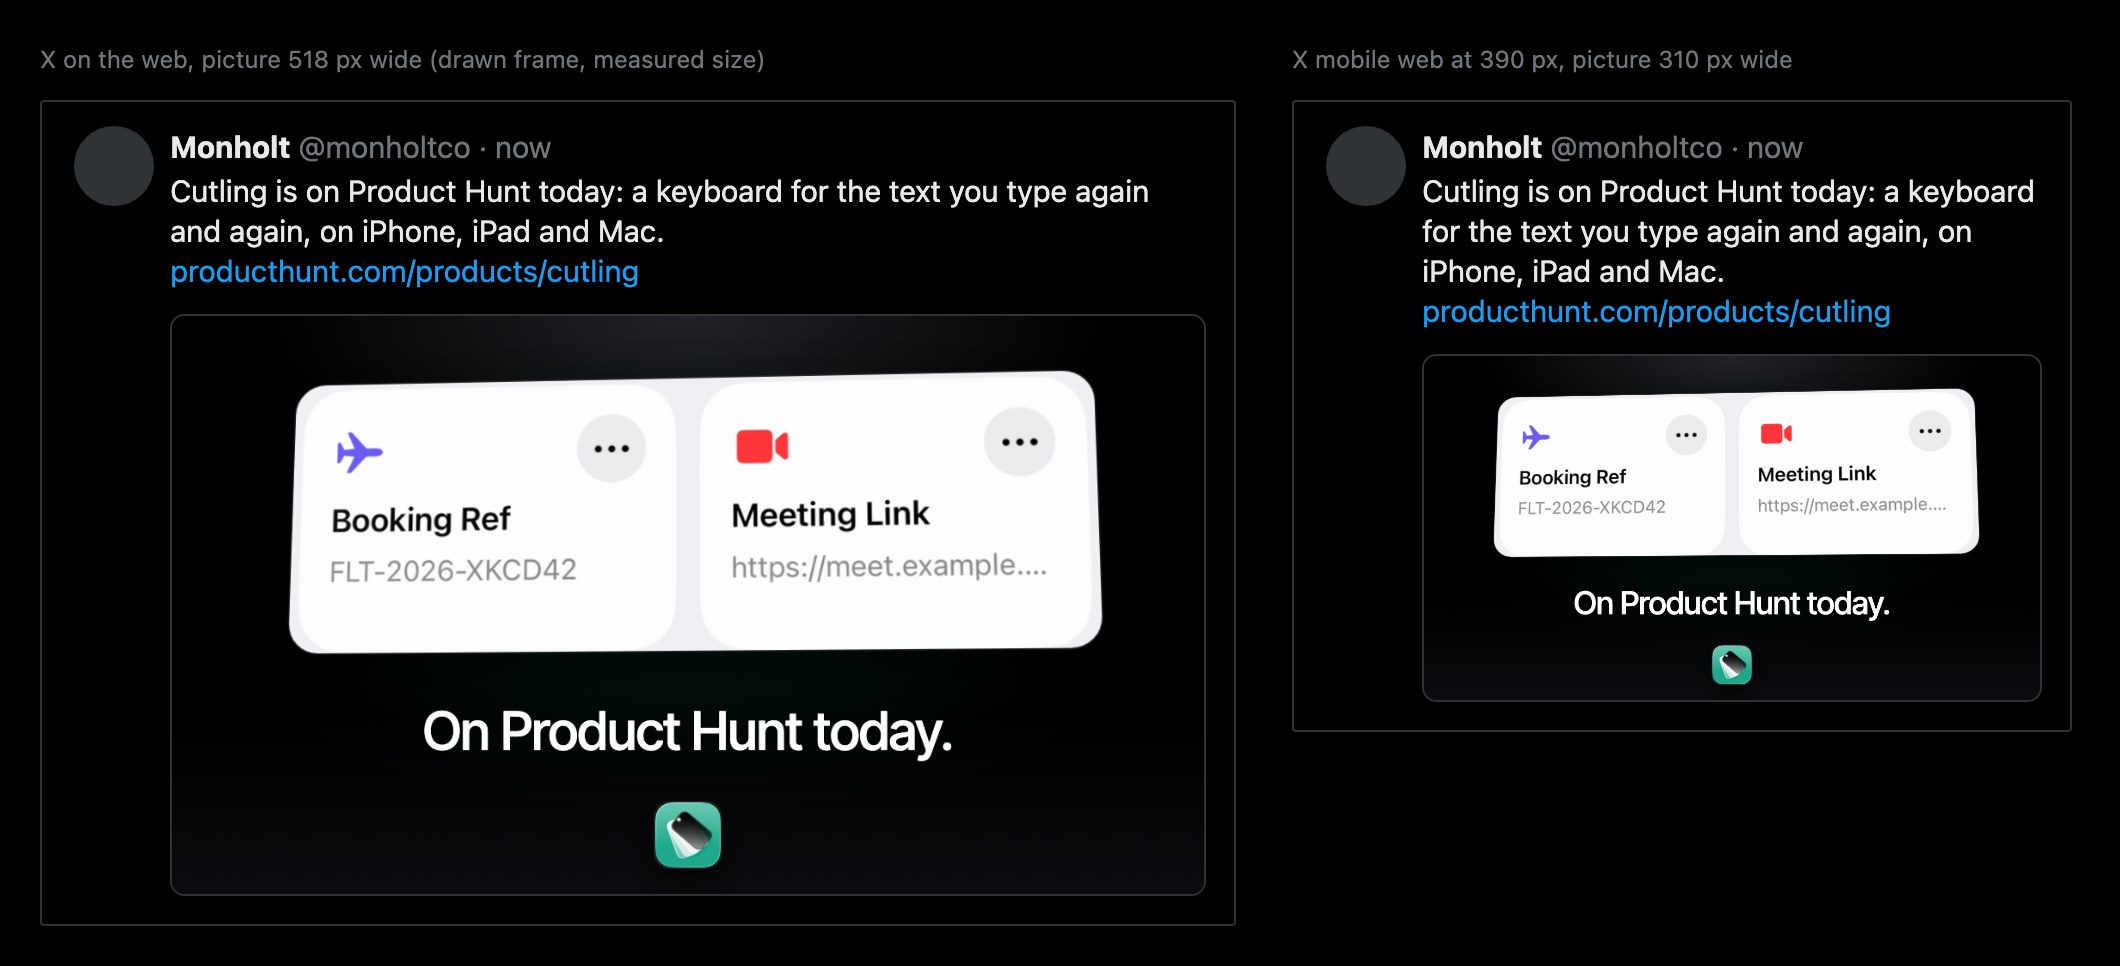 X on the web, picture 518 px wide (drawn frame, measured size)
Monholt @monholtco · now
Cutling is on Product Hunt today: a keyboard for the text you type again
and again, on iPhone, iPad and Mac.
producthunt.com/products/cutling
Booking Ref
FLT-2026-XKCD42
Meeting Link
https://meet.example....
On Product Hunt today.
X mobile web at 390 px, picture 310 px wide
Monholt @monholtco · now
Cutling is on Product Hunt today: a keyboard
for the text you type again and again, on
iPhone, iPad and Mac.
producthunt.com/products/cutling
Booking Ref
FLT-2026-XKCD42
Meeting Link
https://meet.example....
On Product Hunt today.